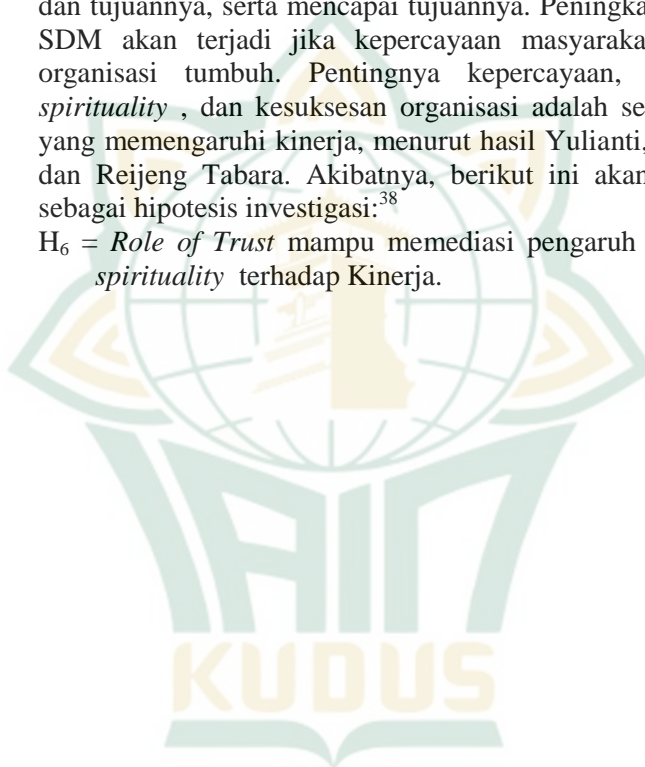 dan tujuannya, serta mencapai tujuannya. Peningka
SDM akan terjadi jika kepercayaan masyaraka
organisasi tumbuh. Pentingnya kepercayaan,
spirituality , dan kesuksesan organisasi adalah se
yang memengaruhi kinerja, menurut hasil Yulianti,
dan Reijeng Tabara. Akibatnya, berikut ini akan
sebagai hipotesis investigasi:38
H6 = Role of Trust mampu memediasi pengaruh
spirituality terhadap Kinerja.
IAIN
KUDUS